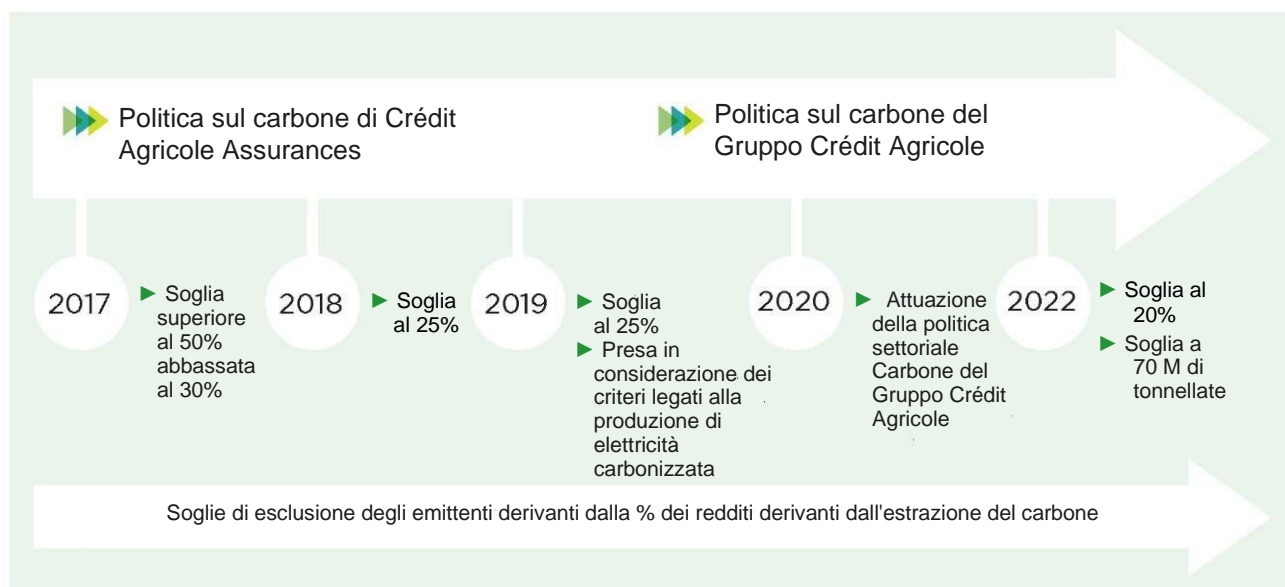 Politica sul carbone di Crédit
Agricole Assurances
Politica sul carbone del
Gruppo Crédit Agricole
2017
Soglia
superiore
al 50%
abbassata
al 30%
2018
Soglia
al 25%
2019
Soglia
al 25%
Presa in
considerazione dei
criteri legati alla
produzione di
elettricità
carbonizzata
2020
Attuazione
della politica
settoriale
Carbone del
Gruppo Crédit
Agricole
2022
Soglia al
20%
Soglia a
70 M di
tonnellate
Soglie di esclusione degli emittenti derivanti dalla % dei redditi derivanti dall'estrazione del carbone